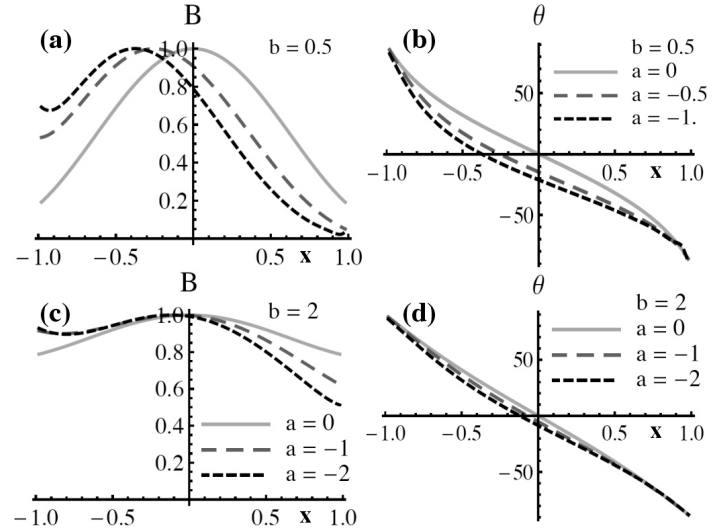 B
(a)
b = 0.5
1.0
0.8
0.6
0.4
0.2
−1.0 −0.5 0.5 x 1.0
θ
(b)
b = 0.5
a = 0
a = −0.5
a = −1.
50
−1.0 −0.5 0.5 x 1.0
−50
B
(c)
b = 2
1.0
0.8
0.6
0.4
0.2
a = 0
a = −1
a = −2
−1.0 −0.5 0.5 x 1.0
θ
(d)
b = 2
a = 0
a = −1
a = −2
50
−1.0 −0.5 0.5 x 1.0
−50